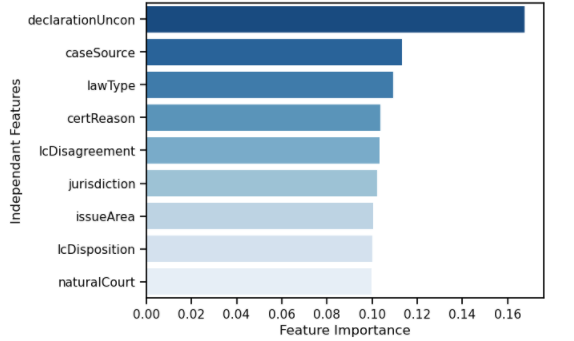 Independant Features
declarationUncon
caseSource
lawType
certReason
lcDisagreement
jurisdiction
issueArea
lcDisposition
naturalCourt
0.00 0.02 0.04 0.06 0.08 0.10 0.12 0.14 0.16
Feature Importance